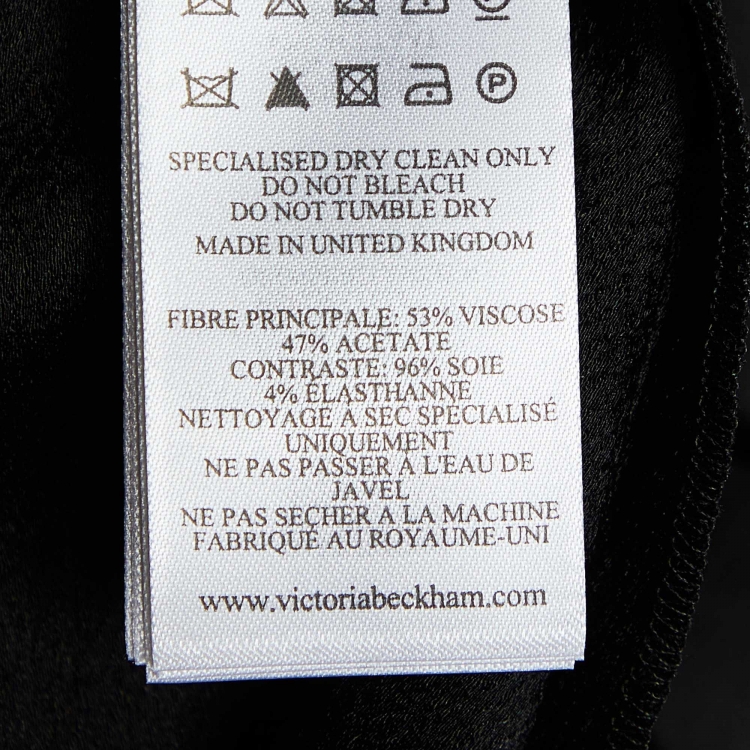 P
SPECIALISED DRY CLEAN ONLY
DO NOT BLEACH
DO NOT TUMBLE DRY
MADE IN UNITED KINGDOM
FIBRE PRINCIPALE: 53% VISCOSE
47% ACÉTATE
CONTRASTE: 96% SOIE
4% ÉLASTHANNE
NETTOYAGE À SEC SPÉCIALISÉ
UNIQUEMENT
NE PAS PASSER À L'EAU DE
JAVEL
NE PAS SÉCHER À LA MACHINE
FABRIQUÉ AU ROYAUME-UNI
www.victoriabeckham.com